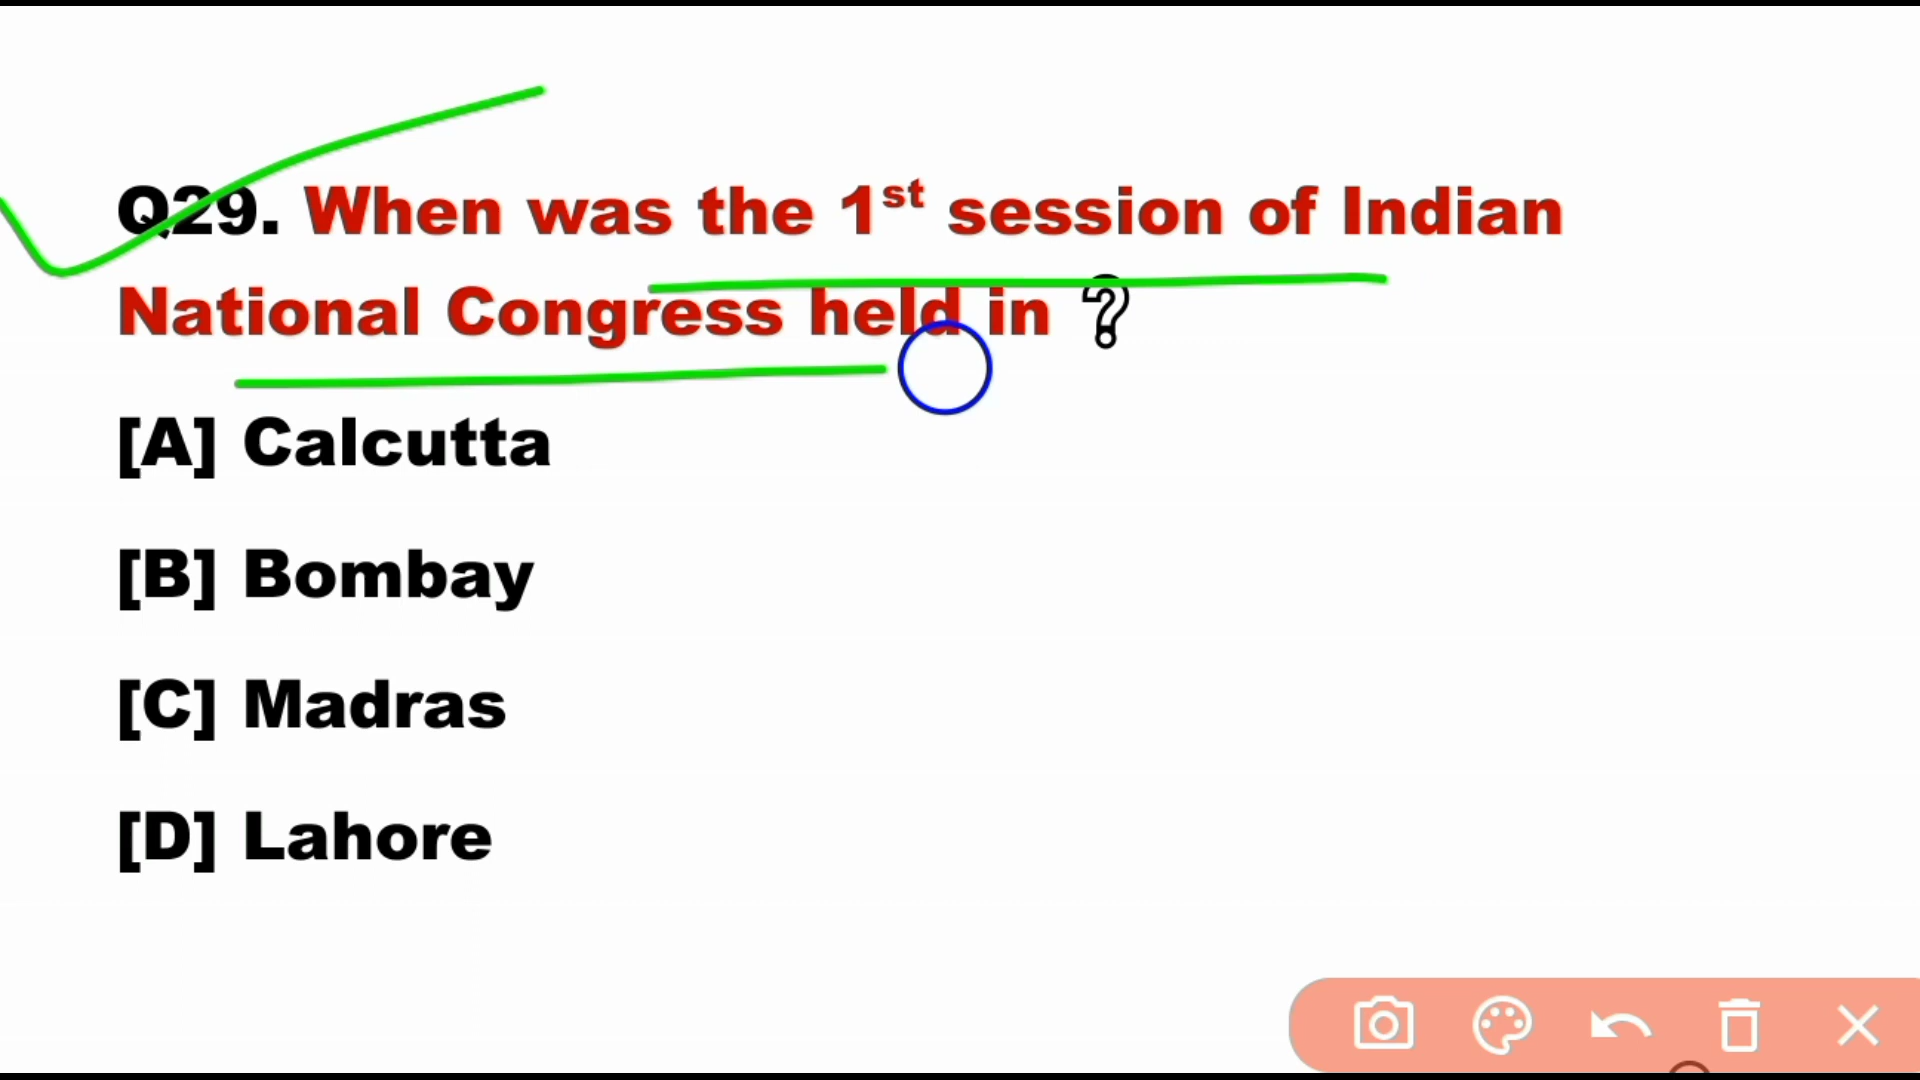 Q29. When was the 1st session of Indian
National Congress held in ?
[A] Calcutta
[B] Bombay
[C] Madras
[D] Lahore